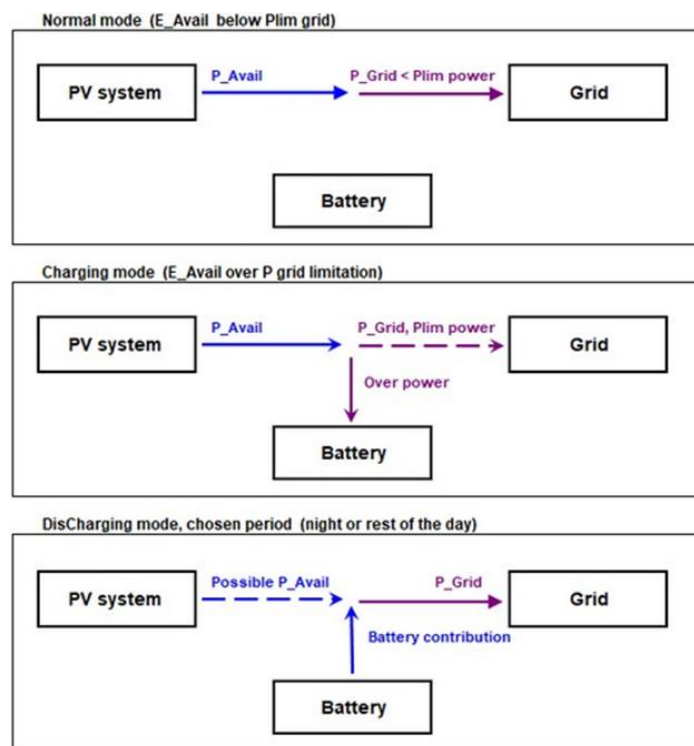 Normal mode  (E_Avail  below Plim grid)
P_Avail
P_Grid < Plim power
PV system
Grid
Battery
Charging mode  (E_Avail over P grid limitation)
P_Avail
P_Grid, Plim power
PV system
Grid
Over power
Battery
DisCharging mode, chosen period  (night or rest of the day)
Possible P_Avail
P_Grid
PV system
Grid
Battery contribution
Battery